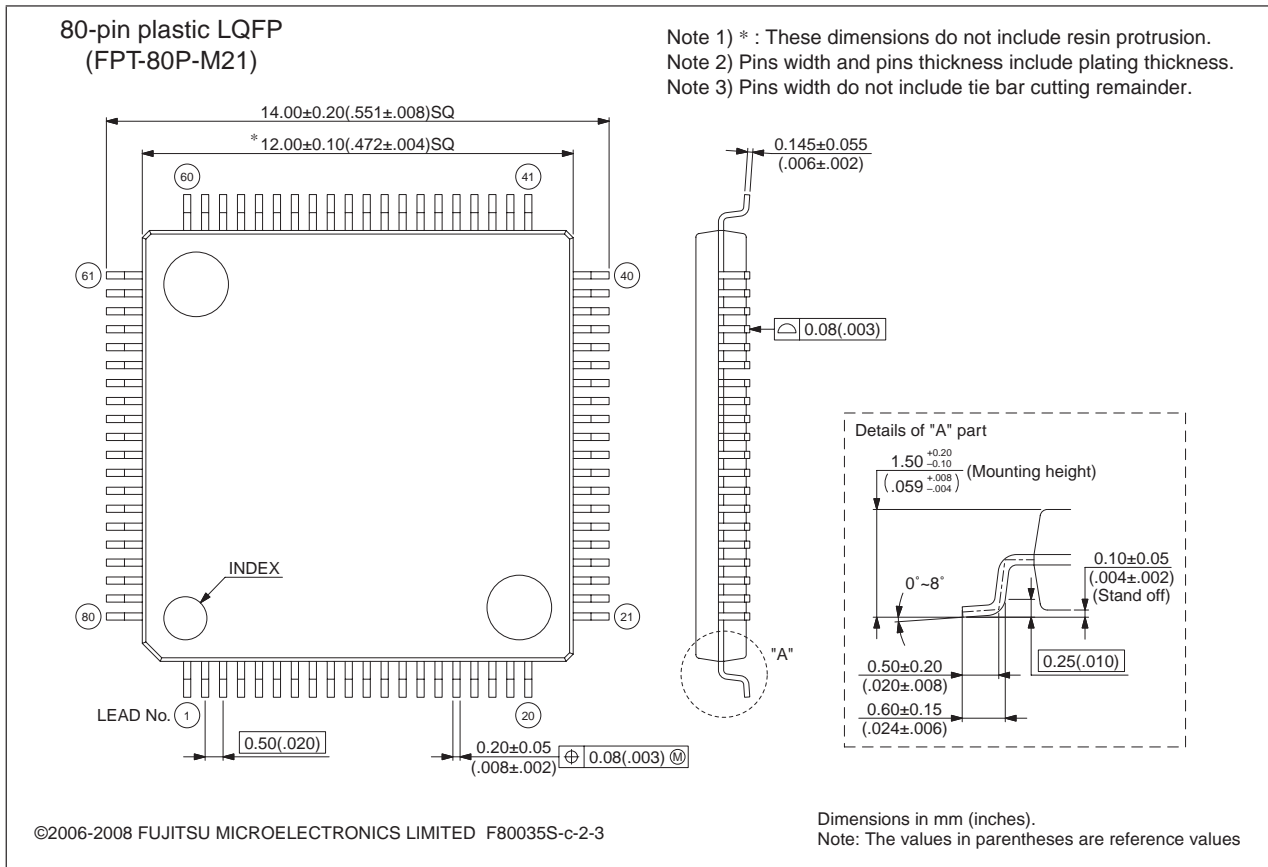 80-pin plastic LQFP
(FPT-80P-M21)
Note 1) * : These dimensions do not include resin protrusion.
Note 2) Pins width and pins thickness include plating thickness.
Note 3) Pins width do not include tie bar cutting remainder.
14.00±0.20(.551±.008)SQ
*12.00±0.10(.472±.004)SQ
0.145±0.055
(.006±.002)
60
41
61
40
0.08(.003)
Details of "A" part
1.50 +0.20 –0.10 (Mounting height)
(.059 +.008 –.004)
0.10±0.05
(.004±.002)
(Stand off)
0°~8°
INDEX
80
21
"A"
0.25(.010)
0.50±0.20
(.020±.008)
0.60±0.15
(.024±.006)
LEAD No. 1
20
0.50(.020)
0.20±0.05
(.008±.002)
⌖ 0.08(.003) Ⓜ
©2006-2008 FUJITSU MICROELECTRONICS LIMITED F80035S-c-2-3
Dimensions in mm (inches).
Note: The values in parentheses are reference values